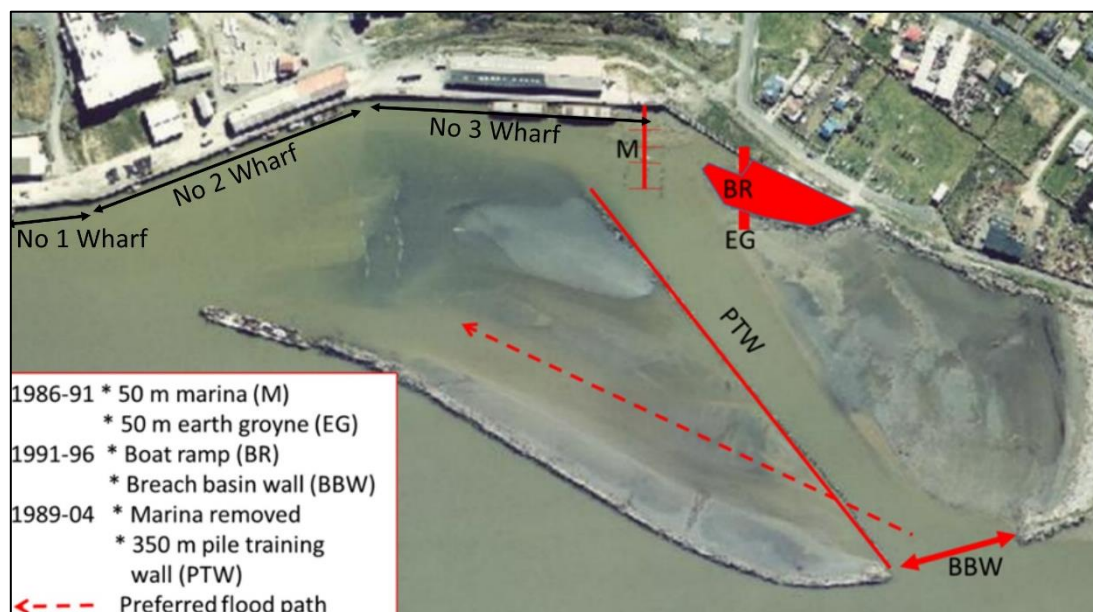 No 1 Wharf
No 2 Wharf
No 3 Wharf
M
BR
EG
PTW
BBW
1986-91 * 50 m marina (M)
* 50 m earth groyne (EG)
1991-96 * Boat ramp (BR)
* Breach basin wall (BBW)
1989-04 * Marina removed
* 350 m pile training
wall (PTW)
Preferred flood path